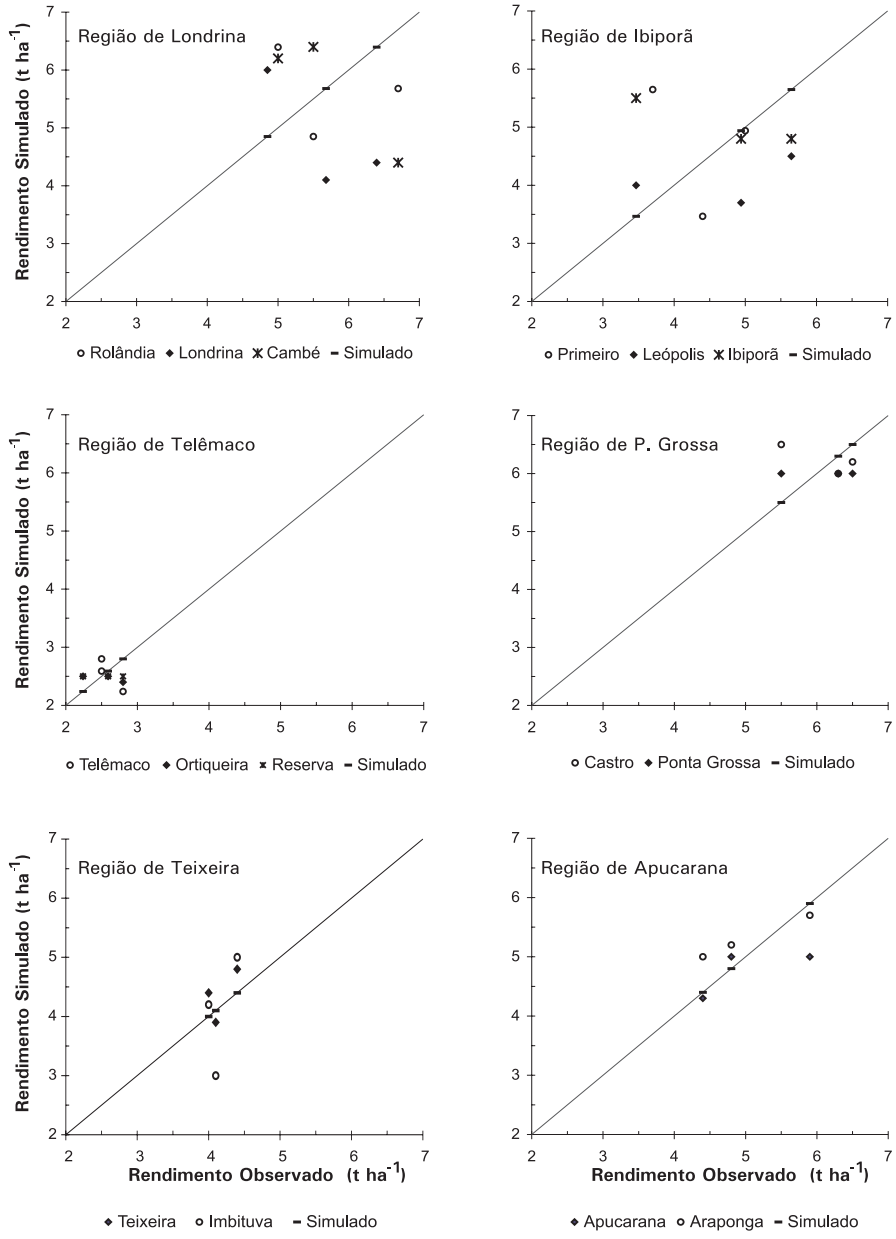 Região de Londrina
Rendimento Simulado (t ha-1)
7
6
5
4
3
2
2 3 4 5 6 7
Rolândia Londrina Cambé Simulado
Região de Ibiporã
7
6
5
4
3
2
2 3 4 5 6 7
Primeiro Leópolis Ibiporã Simulado
Região de Telêmaco
Rendimento Simulado (t ha-1)
7
6
5
4
3
2
2 3 4 5 6 7
Telêmaco Ortiqueira Reserva Simulado
Região de P. Grossa
7
6
5
4
3
2
2 3 4 5 6 7
Castro Ponta Grossa Simulado
Região de Teixeira
Rendimento Simulado (t ha-1)
7
6
5
4
3
2
2 3 4 5 6 7
Rendimento Observado (t ha-1)
Teixeira Imbituva Simulado
Região de Apucarana
7
6
5
4
3
2
2 3 4 5 6 7
Rendimento Observado (t ha-1)
Apucarana Araponga Simulado